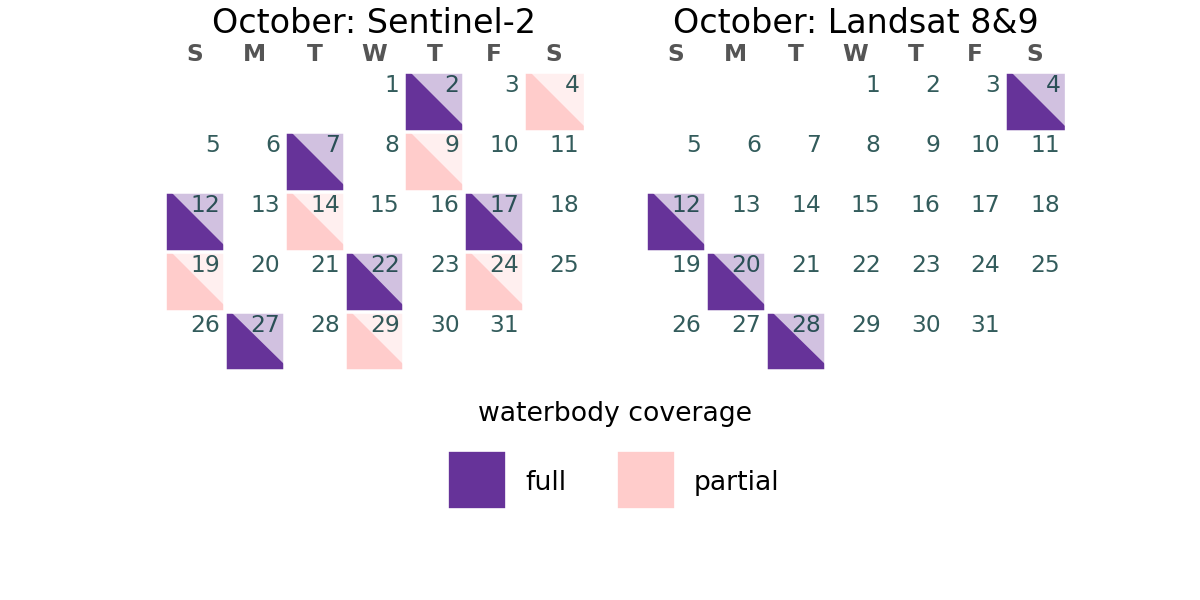 October: Sentinel-2
S M T W T F S
1 2 3 4
5 6 7 8 9 10 11
12 13 14 15 16 17 18
19 20 21 22 23 24 25
26 27 28 29 30 31
October: Landsat 8&9
S M T W T F S
1 2 3 4
5 6 7 8 9 10 11
12 13 14 15 16 17 18
19 20 21 22 23 24 25
26 27 28 29 30 31
waterbody coverage
full partial